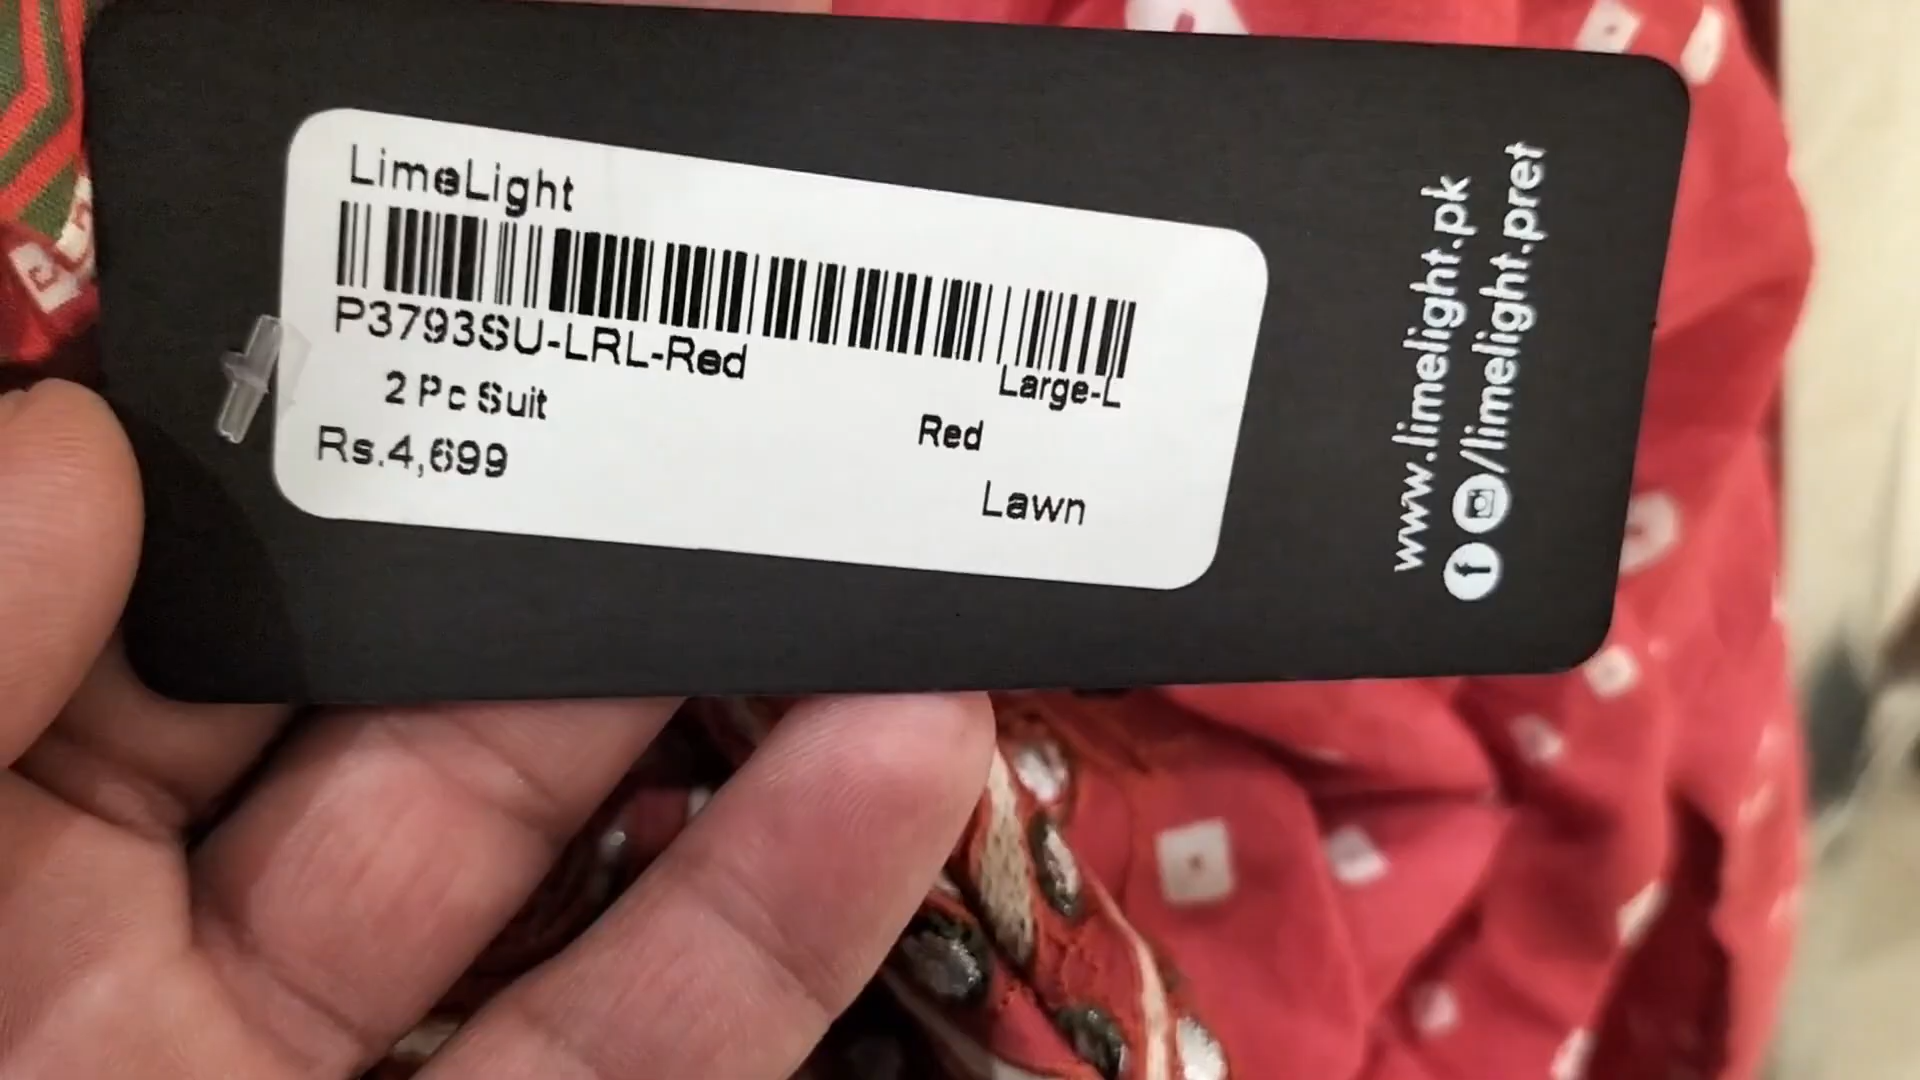 LimeLight
P3793SU-LRL-Red
Large-L
2 Pc Suit
Red
Rs.4,699
Lawn
www.limelight.pk
/limelight.pret